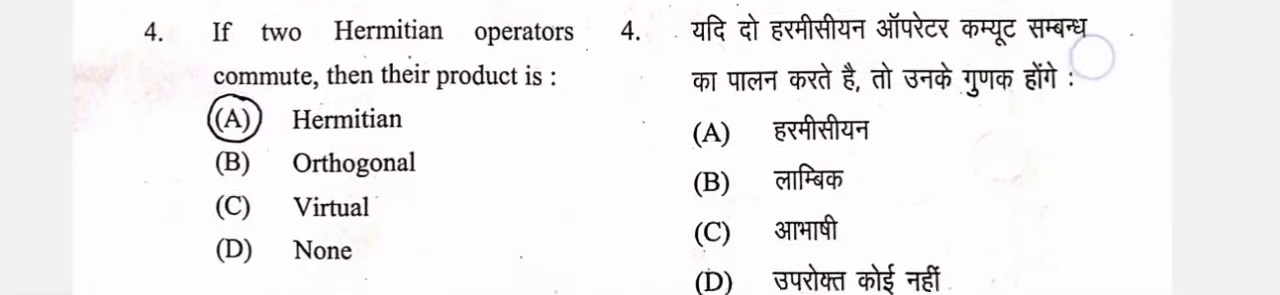 4. If two Hermitian operators
commute, then their product is :
(A) Hermitian
(B) Orthogonal
(C) Virtual
(D) None
4. यदि दो हरमीसीयन ऑपरेटर कम्यूट सम्बन्ध
का पालन करते है, तो उनके गुणक होंगे :
(A) हरमीसीयन
(B) लाम्बिक
(C) आभाषी
(D) उपरोक्त कोई नहीं